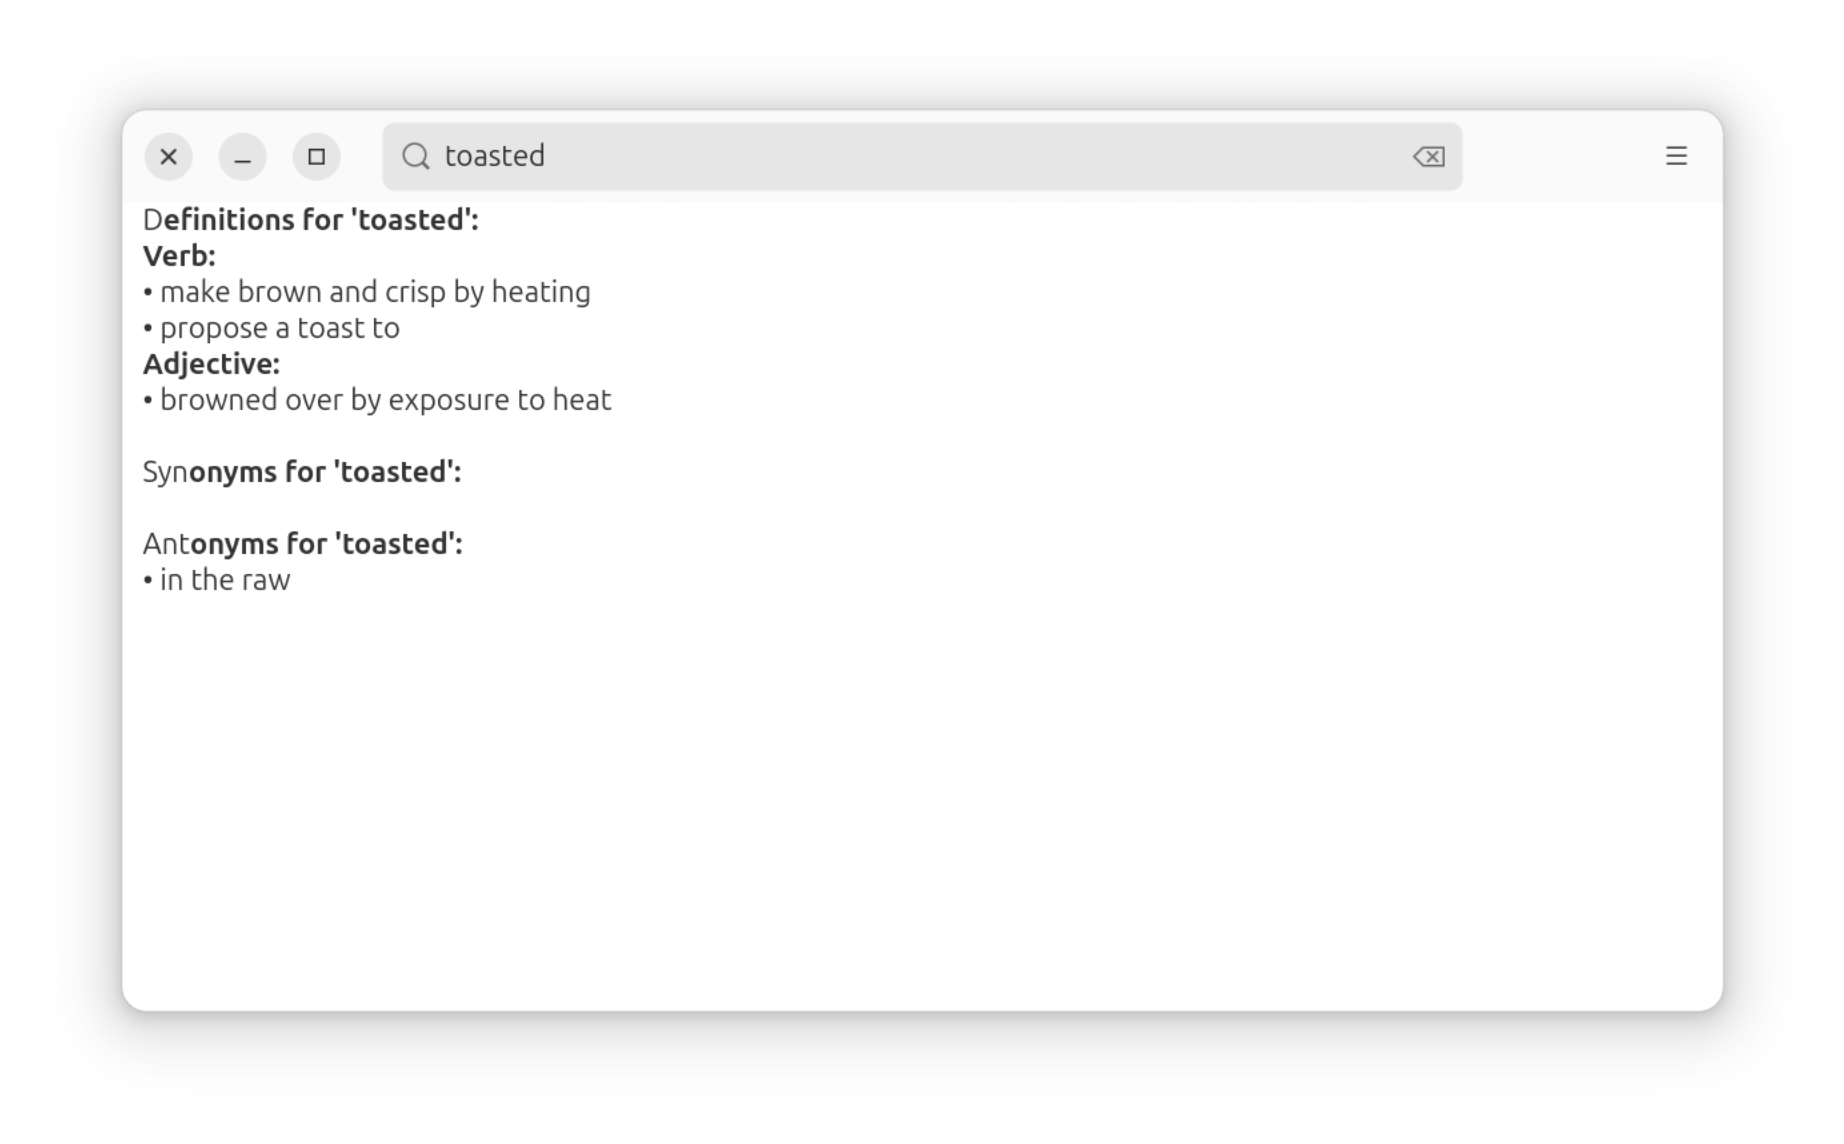 toasted
Definitions for 'toasted':
Verb:
• make brown and crisp by heating
• propose a toast to
Adjective:
• browned over by exposure to heat
Synonyms for 'toasted':
Antonyms for 'toasted':
• in the raw